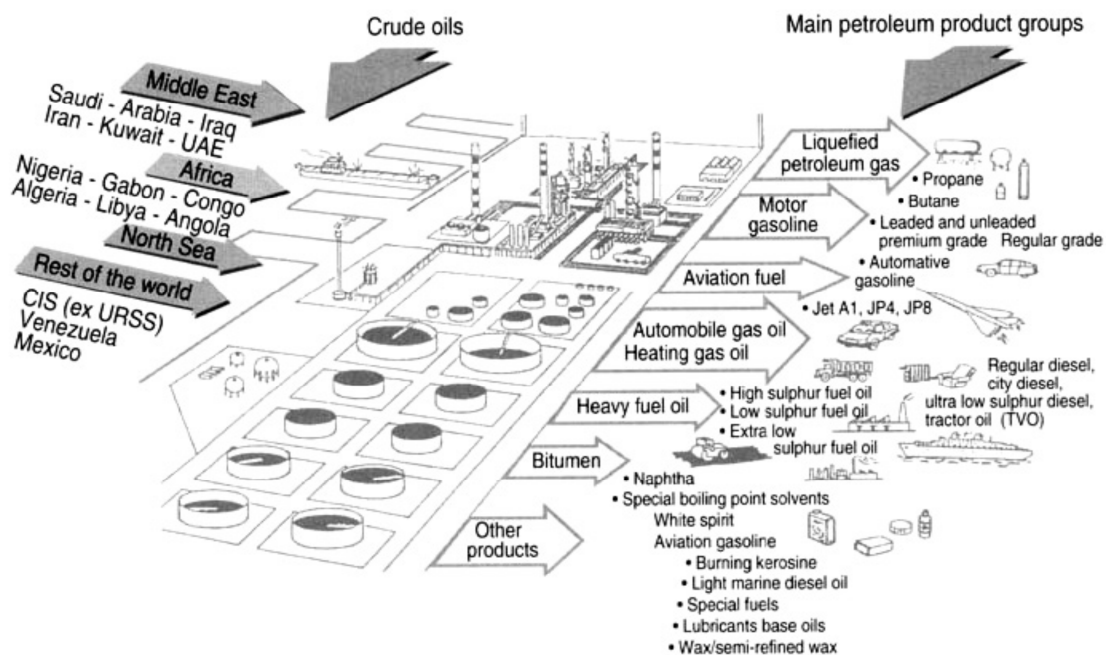 Crude oils
Main petroleum product groups
Middle East
Saudi - Arabia - Iraq
Iran - Kuwait - UAE
Africa
Nigeria - Gabon - Congo
Algeria - Libya - Angola
North Sea
Rest of the world
CIS (ex URSS)
Venezuela
Mexico
Liquefied
petroleum gas
• Propane
• Butane
Motor
gasoline
• Leaded and unleaded
premium grade Regular grade
• Automative
gasoline
Aviation fuel
• Jet A1, JP4, JP8
Automobile gas oil
Heating gas oil
Regular diesel,
city diesel,
ultra low sulphur diesel,
tractor oil (TVO)
Heavy fuel oil
• High sulphur fuel oil
• Low sulphur fuel oil
• Extra low
sulphur fuel oil
Bitumen
Other
products
• Naphtha
• Special boiling point solvents
White spirit
Aviation gasoline
• Burning kerosine
• Light marine diesel oil
• Special fuels
• Lubricants base oils
• Wax/semi-refined wax